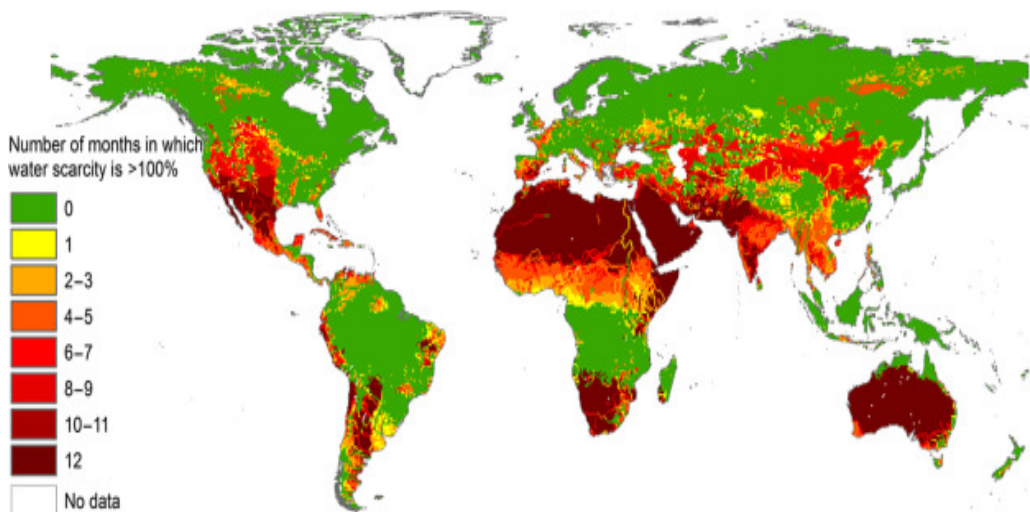 Number of months in which
water scarcity is >100%
0
1
2–3
4–5
6–7
8–9
10–11
12
No data